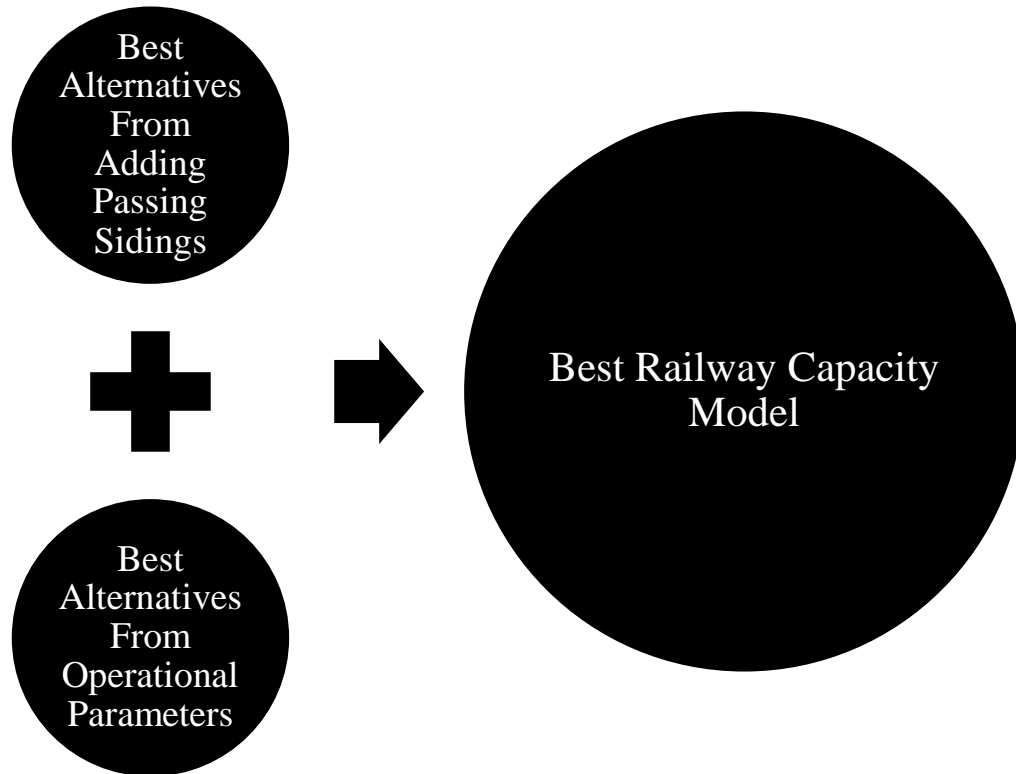 Best
Alternatives
From
Adding
Passing
Sidings
Best Railway Capacity
Model
Best
Alternatives
From
Operational
Parameters